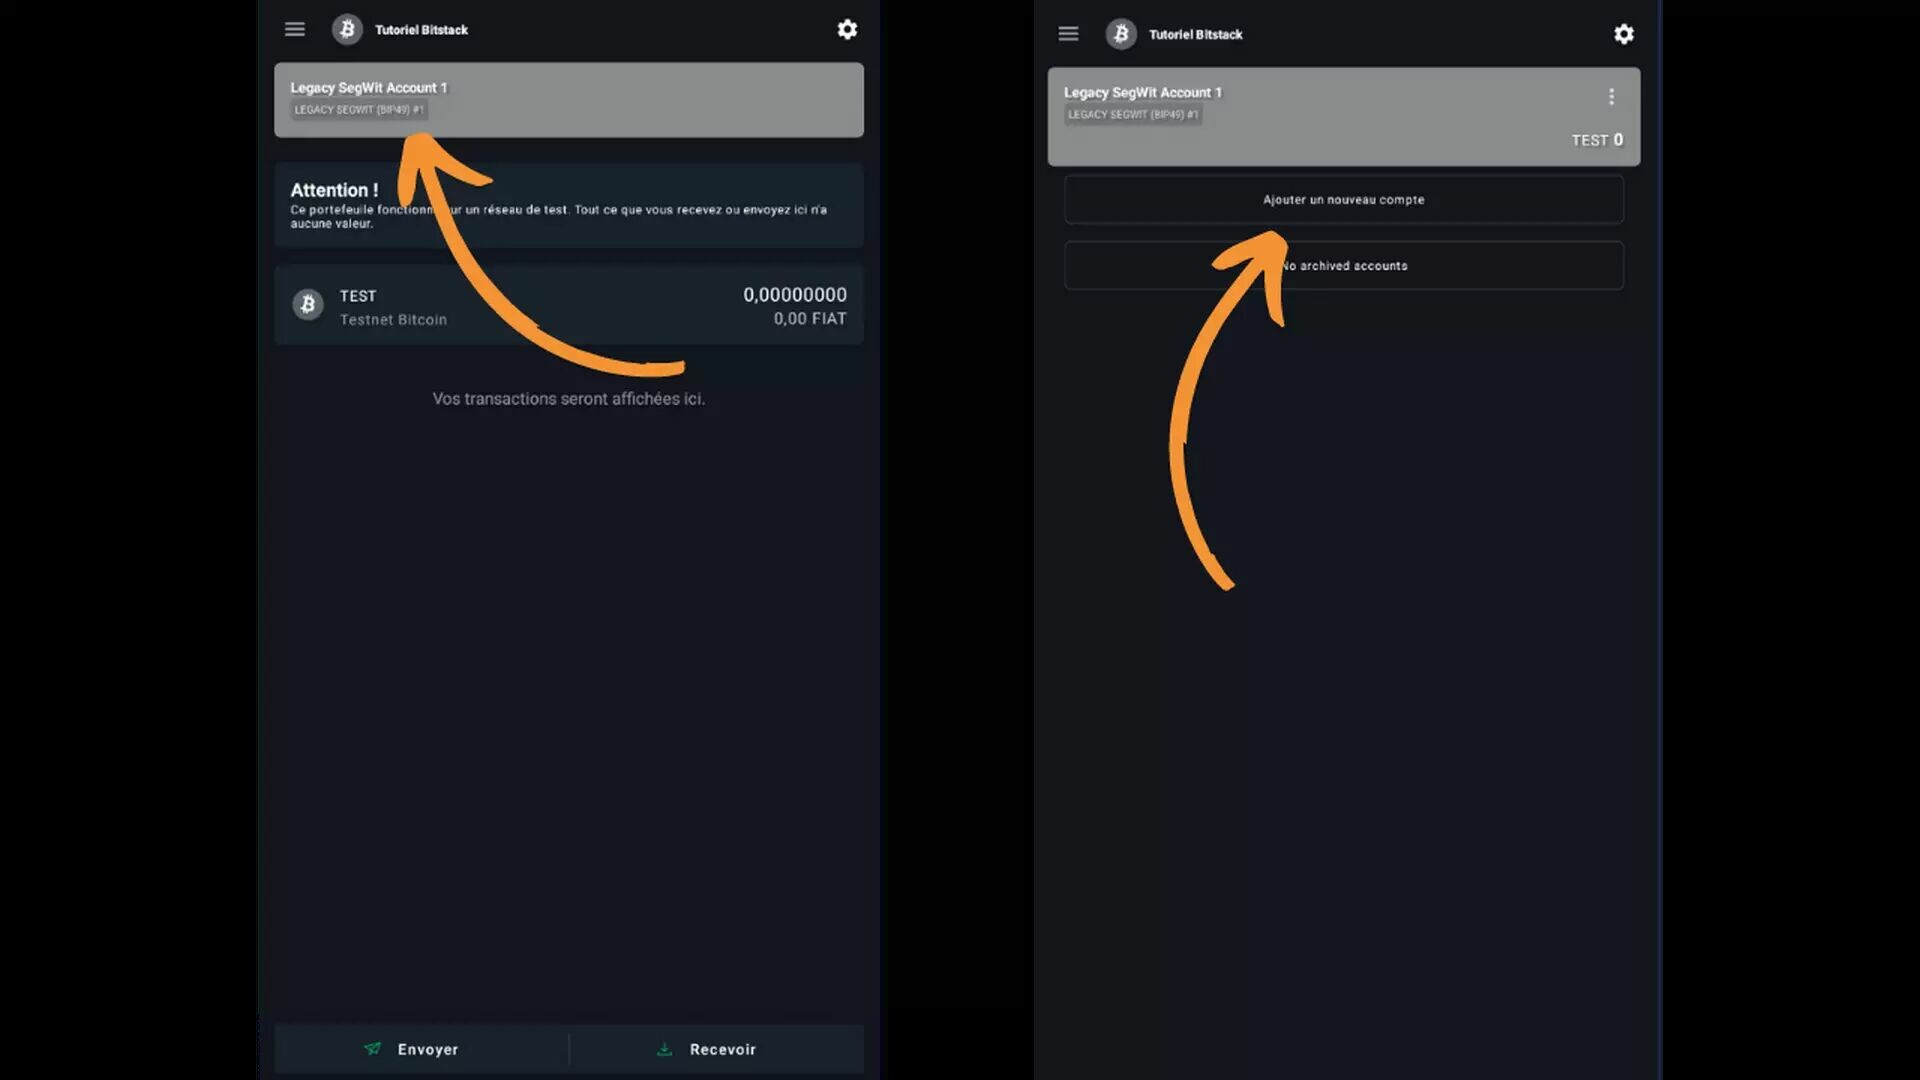 Tutoriel Bitstack
Legacy SegWit Account 1
LEGACY SEGWIT (BIP49) #1
Attention !
Ce portefeuille fonctionn ur un réseau de test. Tout ce que vous recevez ou envoyez ici n'a
aucune valeur.
TEST
0,00000000
Testnet Bitcoin
0,00 FIAT
Vos transactions seront affichées ici.
Envoyer
Recevoir
Tutoriel Bitstack
Legacy SegWit Account 1
LEGACY SEGWIT (BIP49) #1
TEST 0
Ajouter un nouveau compte
No archived accounts